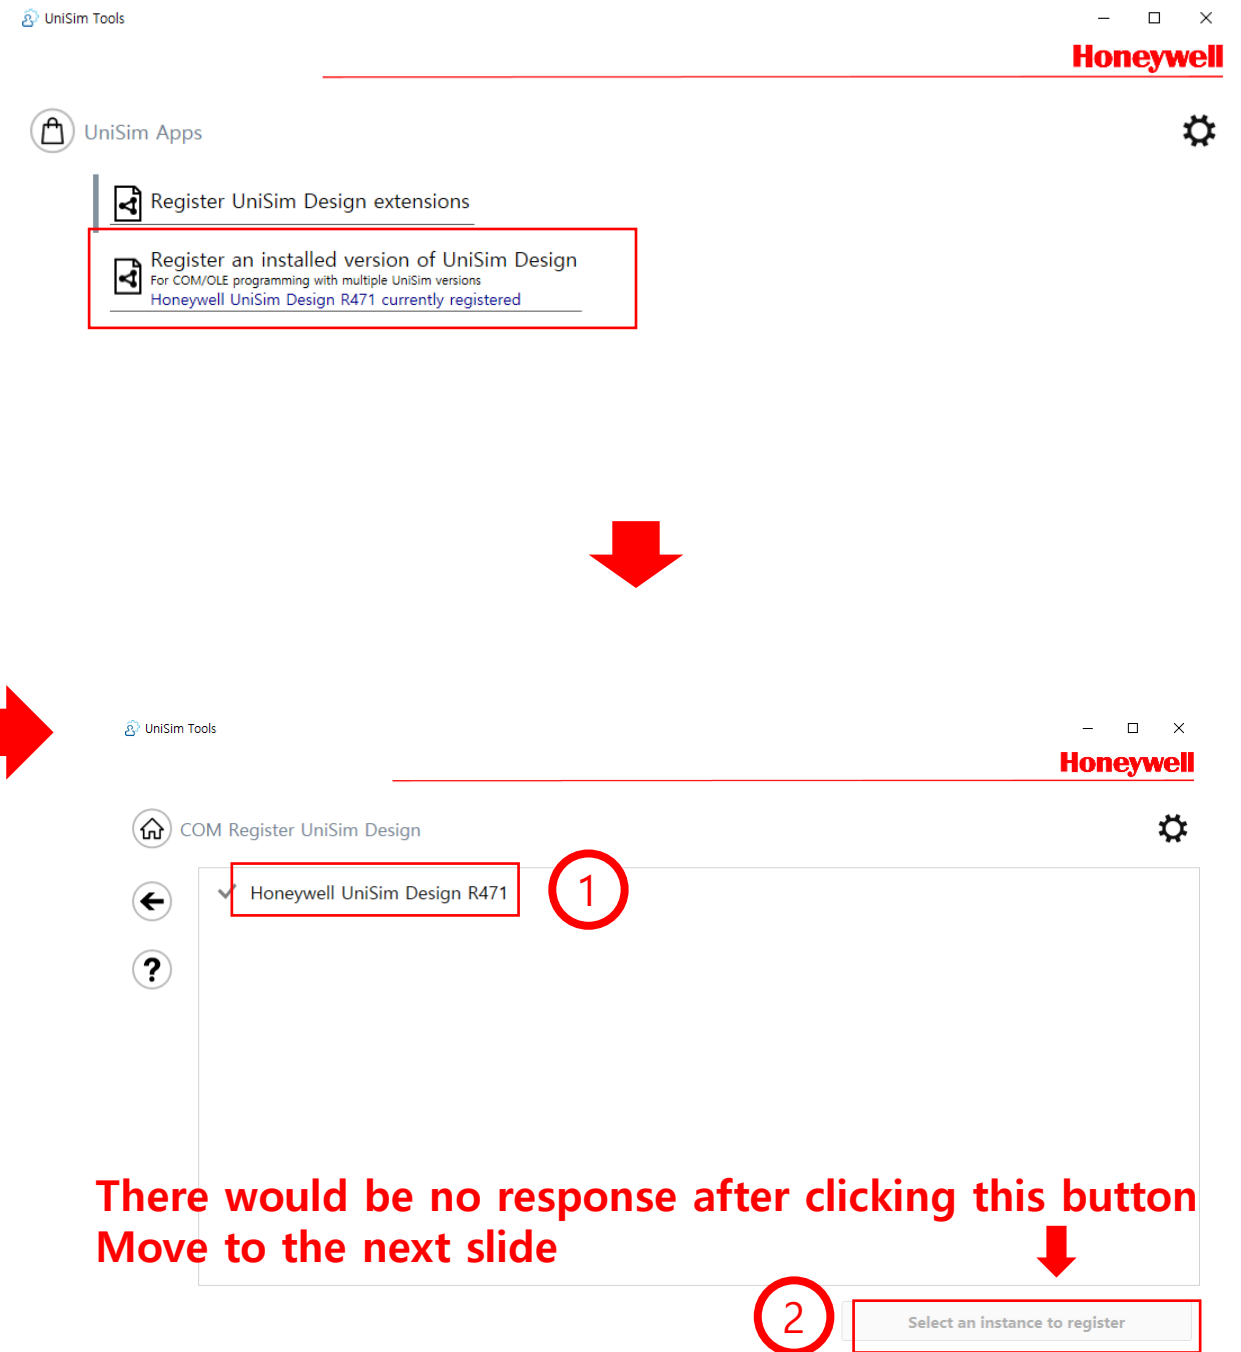 UniSim Tools
Honeywell
UniSim Apps
Register UniSim Design extensions
Register an installed version of UniSim Design
For COM/OLE programming with multiple UniSim versions
Honeywell UniSim Design R471 currently registered
UniSim Tools
Honeywell
COM Register UniSim Design
Honeywell UniSim Design R471
1
?
There would be no response after clicking this button
Move to the next slide
2
Select an instance to register